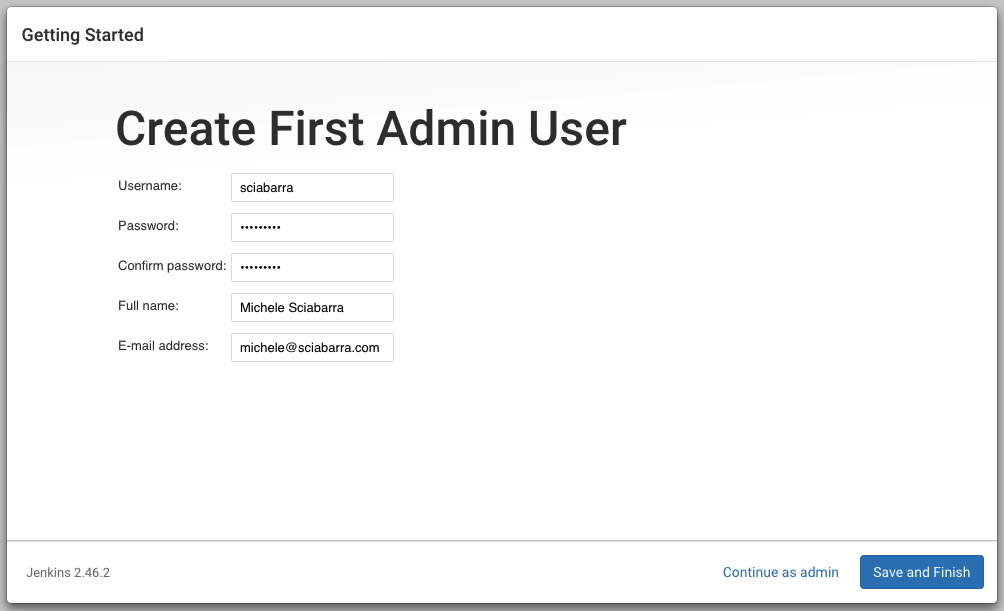 Getting Started
Create First Admin User
Username: sciabarra
Password: •••••••••
Confirm password: •••••••••
Full name: Michele Sciabarra
E-mail address: michele@sciabarra.com
Jenkins 2.46.2 Continue as admin Save and Finish